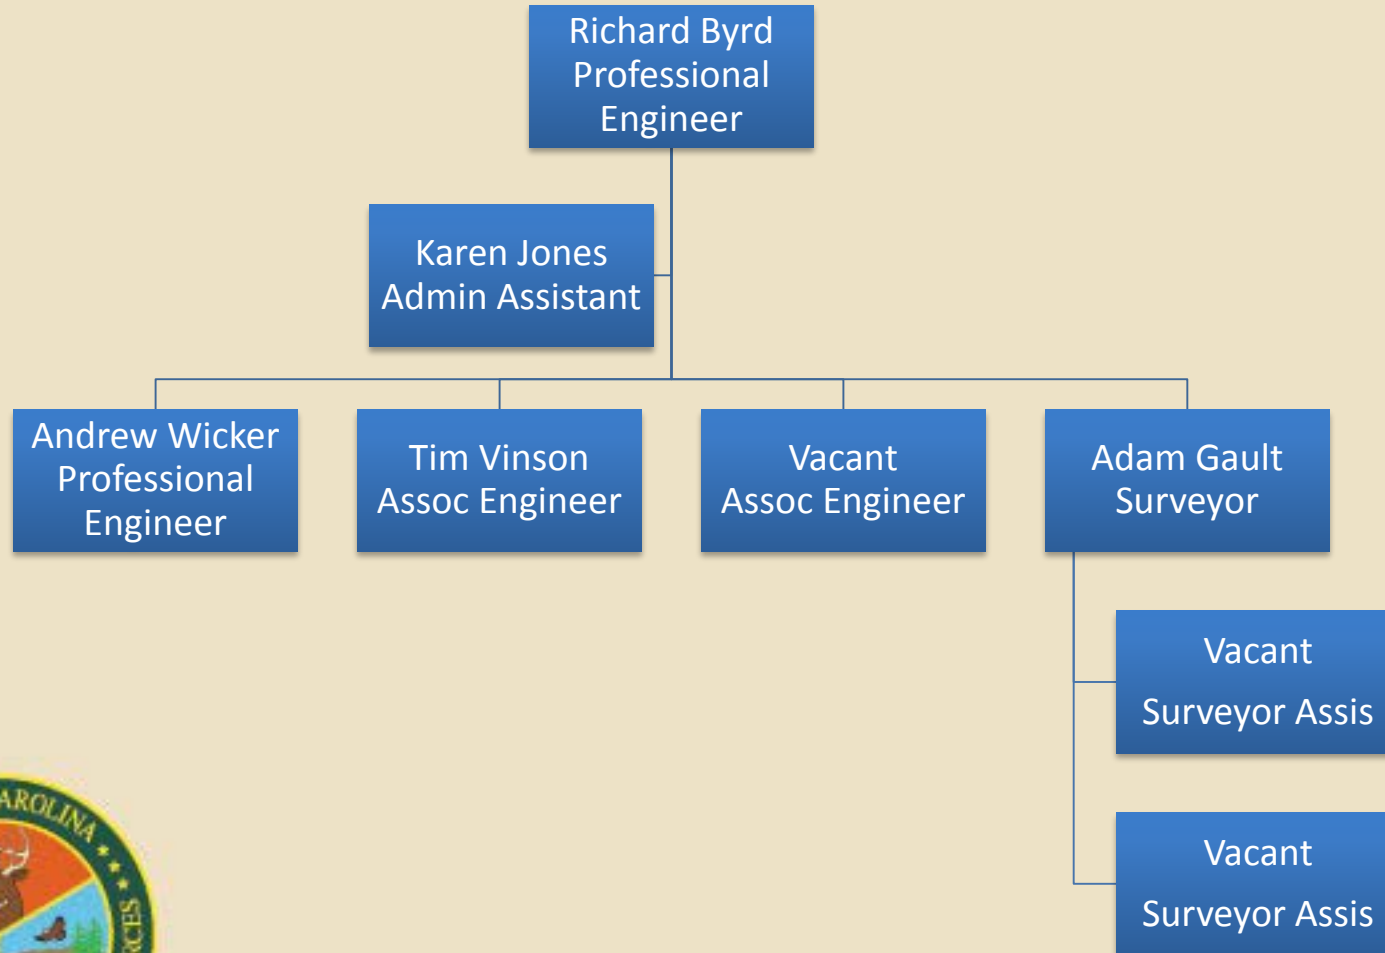 Richard Byrd
Professional
Engineer
Karen Jones
Admin Assistant
Andrew Wicker
Professional
Engineer
Tim Vinson
Assoc Engineer
Vacant
Assoc Engineer
Adam Gault
Surveyor
Vacant
Surveyor Assis
Vacant
Surveyor Assis